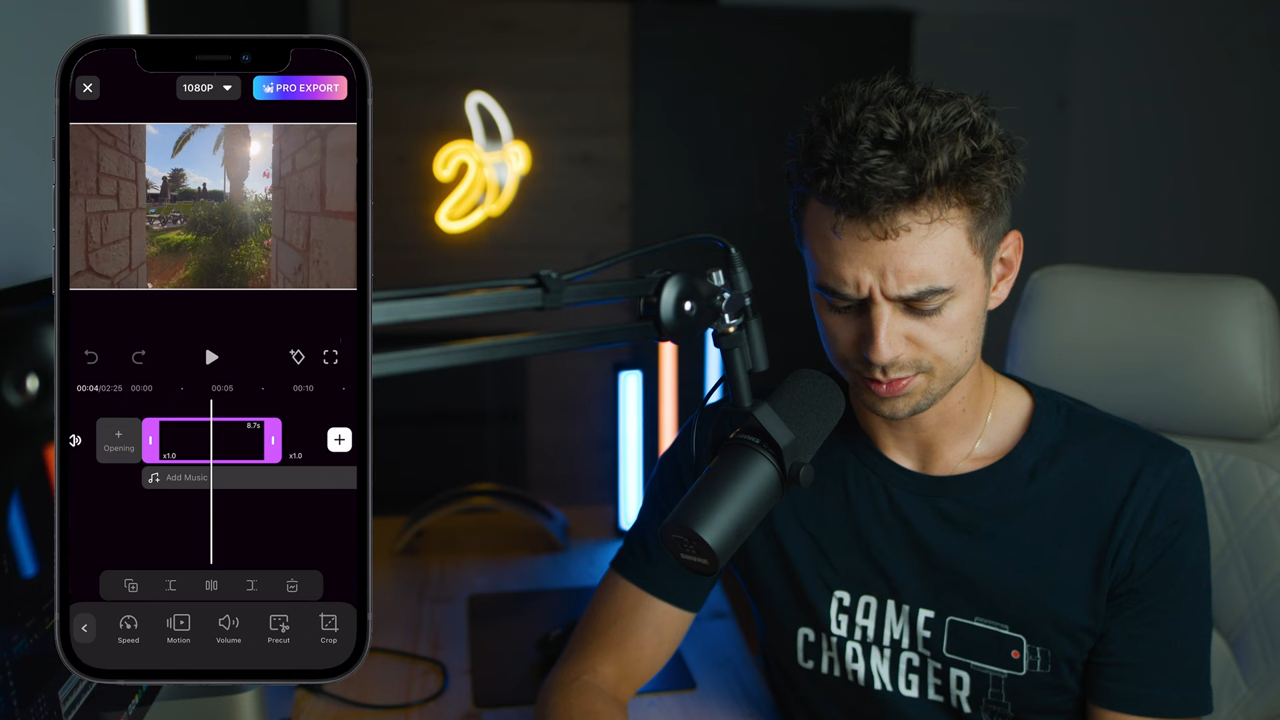 1080P
PRO EXPORT
00:04/02:25 00:00 00:05 00:10
8.7s
+
Opening
x1.0
x1.0
+
Add Music
Speed
Motion
Volume
Precut
Crop
SHURE
GAME
CHANGER